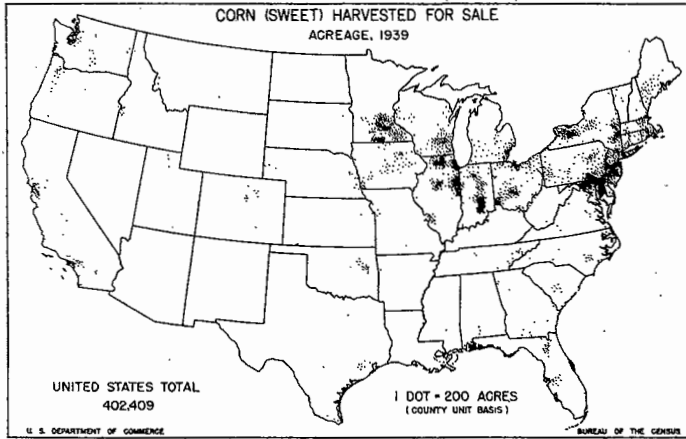 CORN (SWEET) HARVESTED FOR SALE
ACREAGE, 1939
UNITED STATES TOTAL
402,409
1 DOT = 200 ACRES
(COUNTY UNIT BASIS)
U. S. DEPARTMENT OF COMMERCE
BUREAU OF THE CENSUS